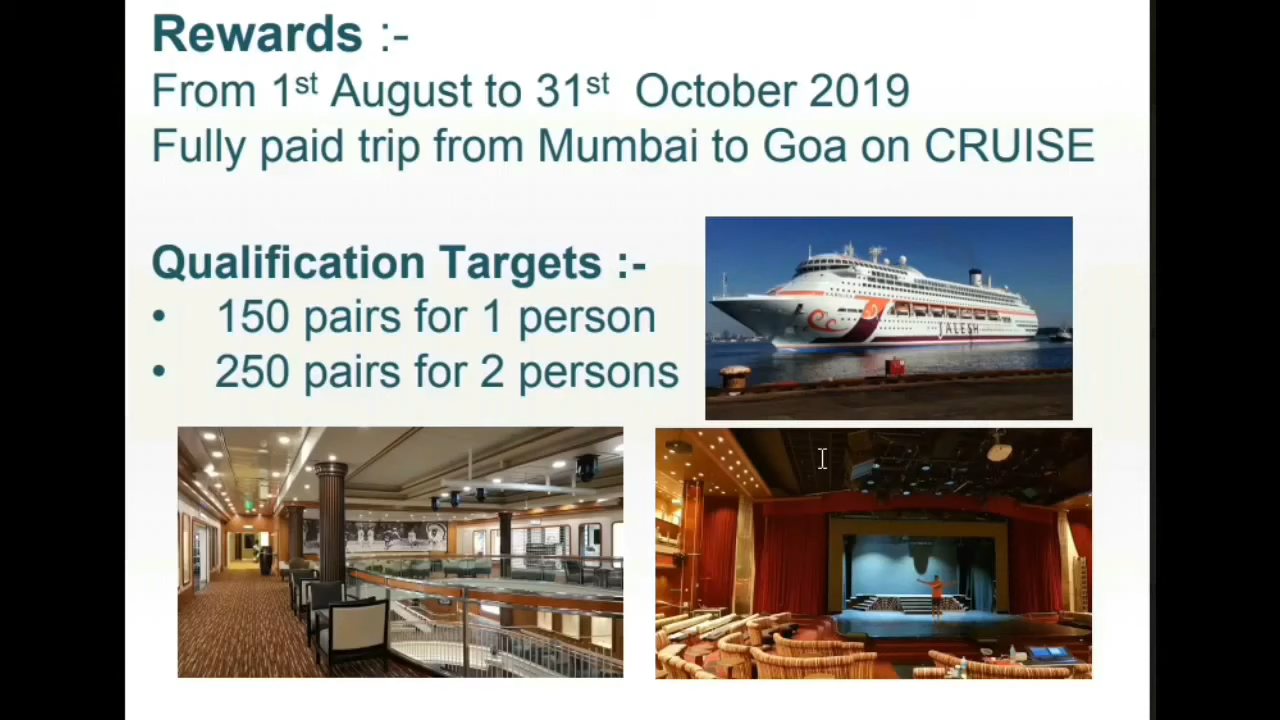 Rewards :-
From 1st August to 31st October 2019
Fully paid trip from Mumbai to Goa on CRUISE
Qualification Targets :-
• 150 pairs for 1 person
• 250 pairs for 2 persons
JALESH